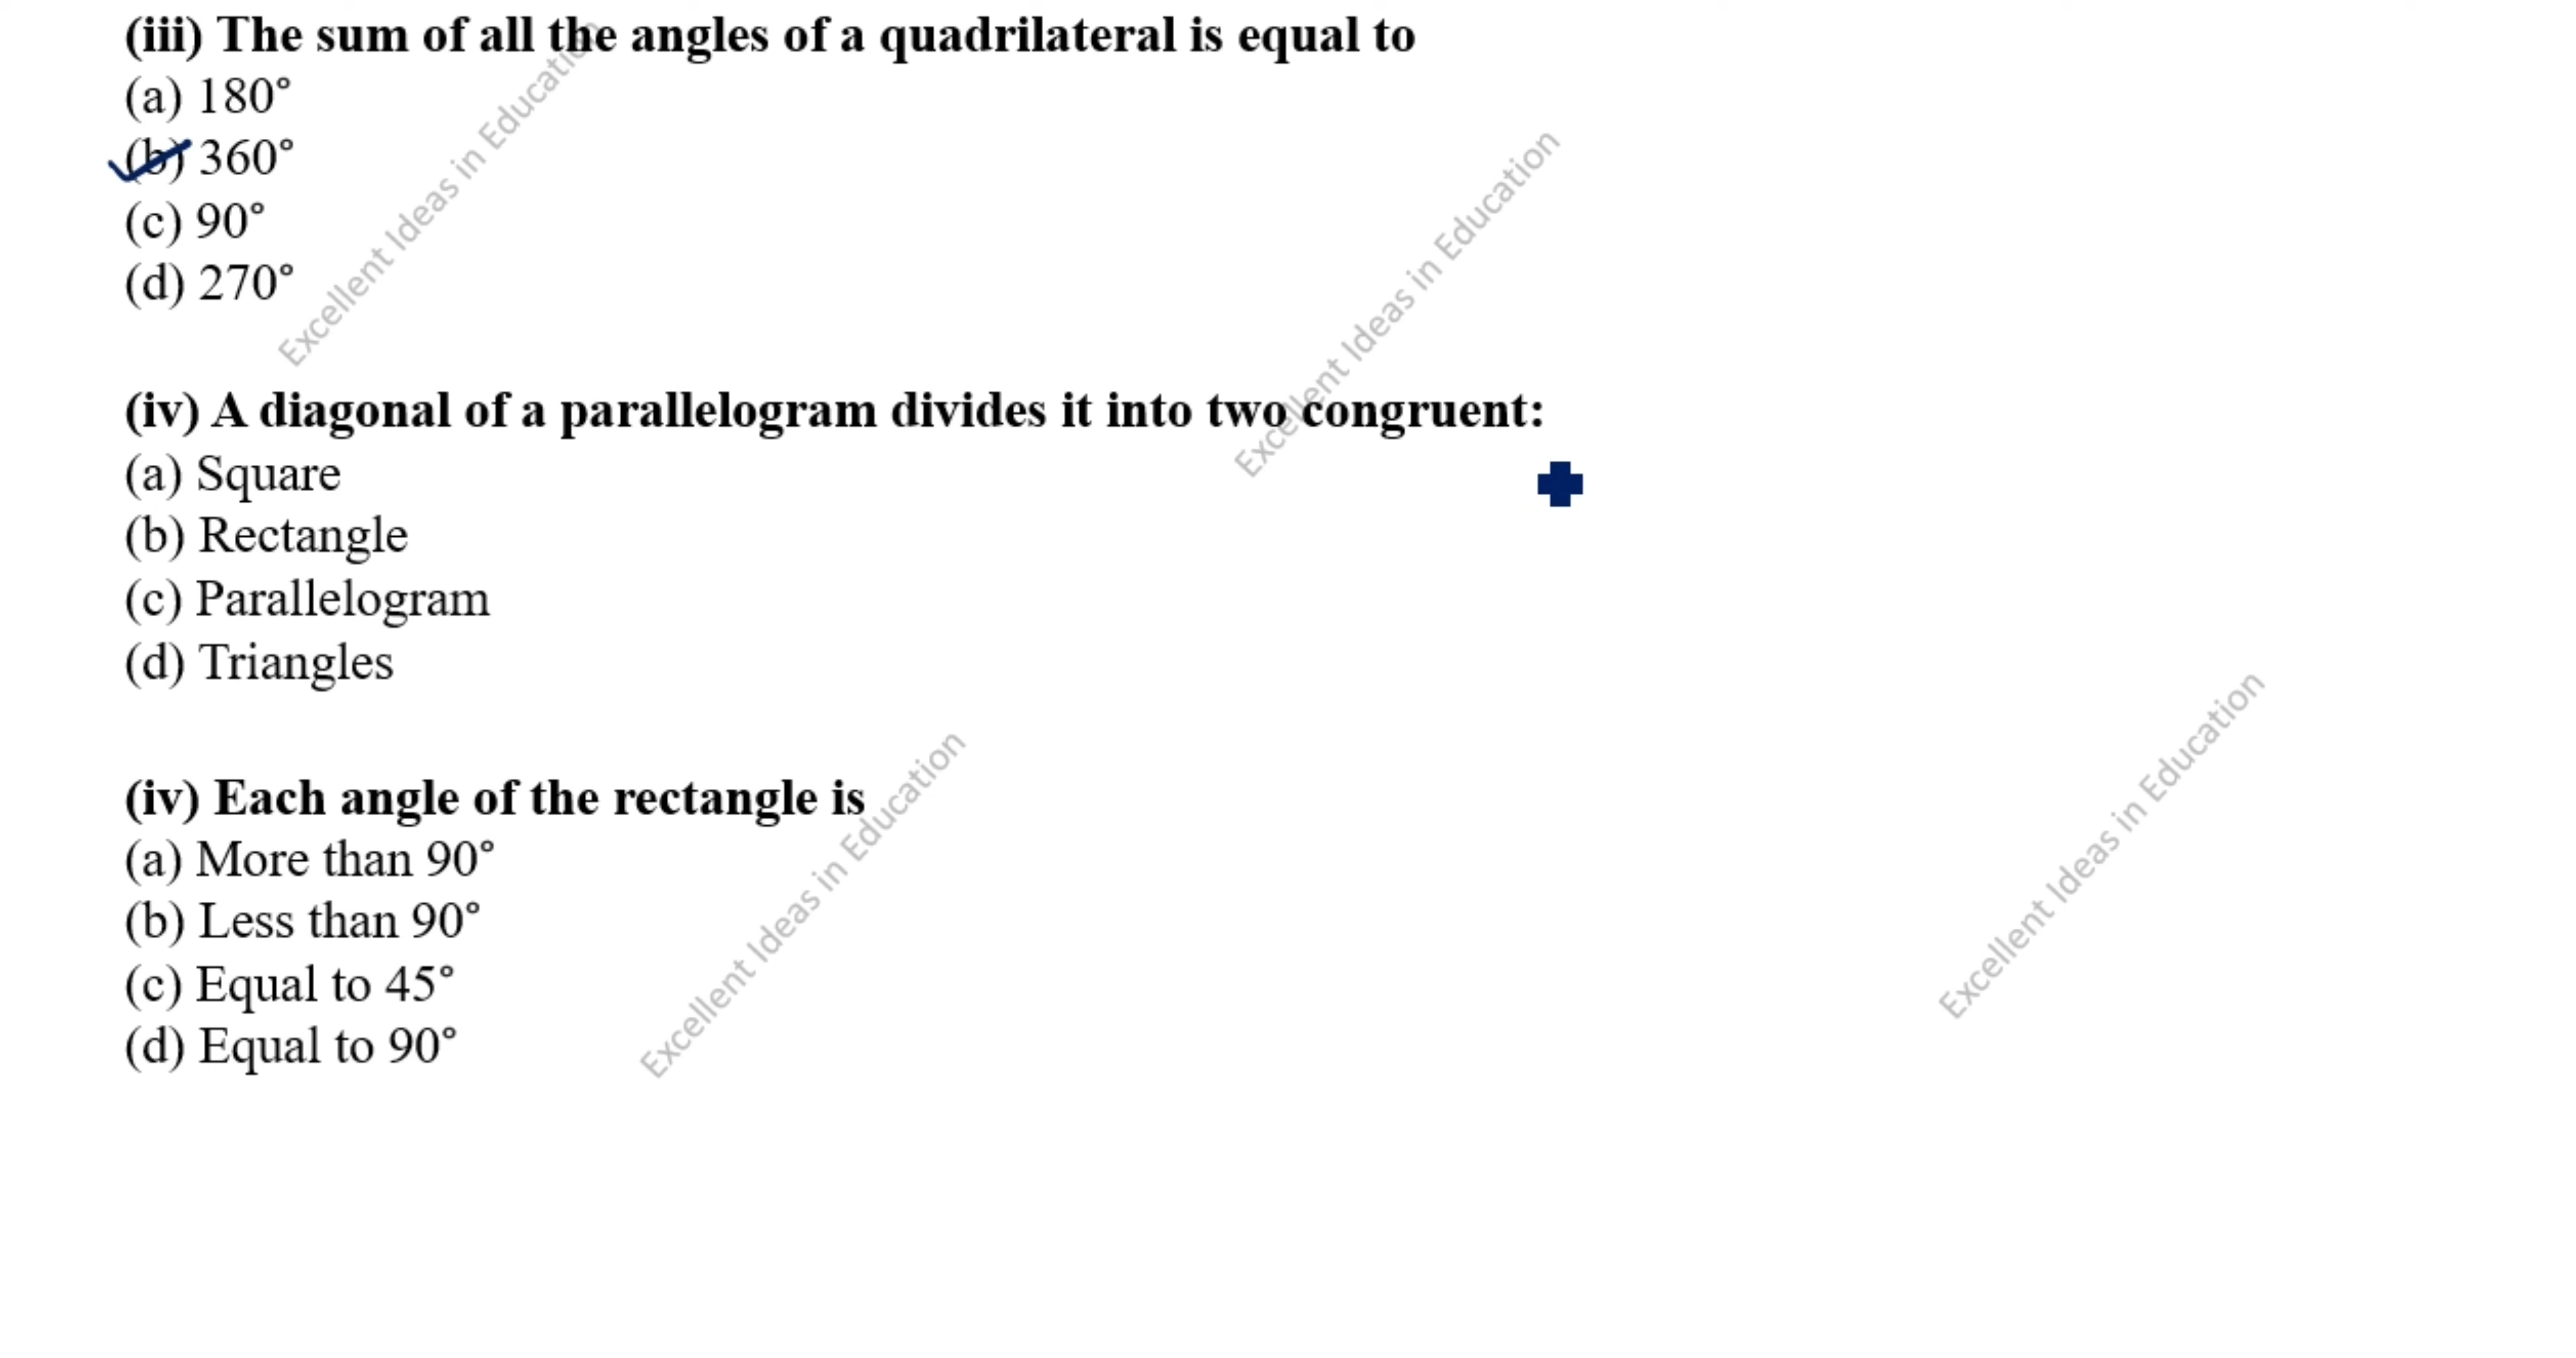 (iii) The sum of all the angles of a quadrilateral is equal to
(a) 180°
(b) 360°
(c) 90°
(d) 270°
Excellent Ideas in Education
Excellent Ideas in Education
(iv) A diagonal of a parallelogram divides it into two congruent:
(a) Square
(b) Rectangle
(c) Parallelogram
(d) Triangles
(iv) Each angle of the rectangle is
(a) More than 90°
(b) Less than 90°
(c) Equal to 45°
(d) Equal to 90°
Excellent Ideas in Education
Excellent Ideas in Education